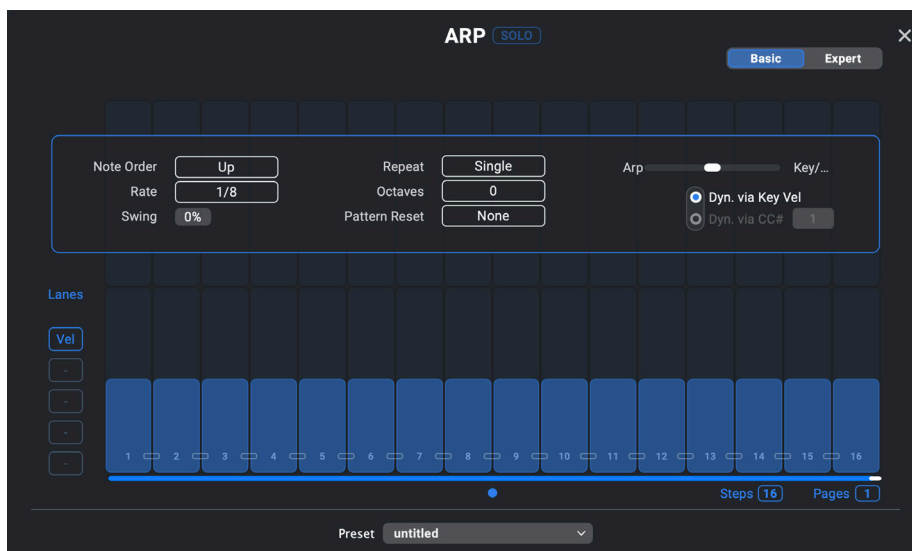 ARP SOLO
Basic Expert
Note Order Up Repeat Single Arp Key/...
Rate 1/8 Octaves 0 Dyn. via Key Vel
Swing 0% Pattern Reset None Dyn. via CC# 1
Lanes
Vel
-
-
-
-
1 2 3 4 5 6 7 8 9 10 11 12 13 14 15 16
Steps 16 Pages 1
Preset untitled